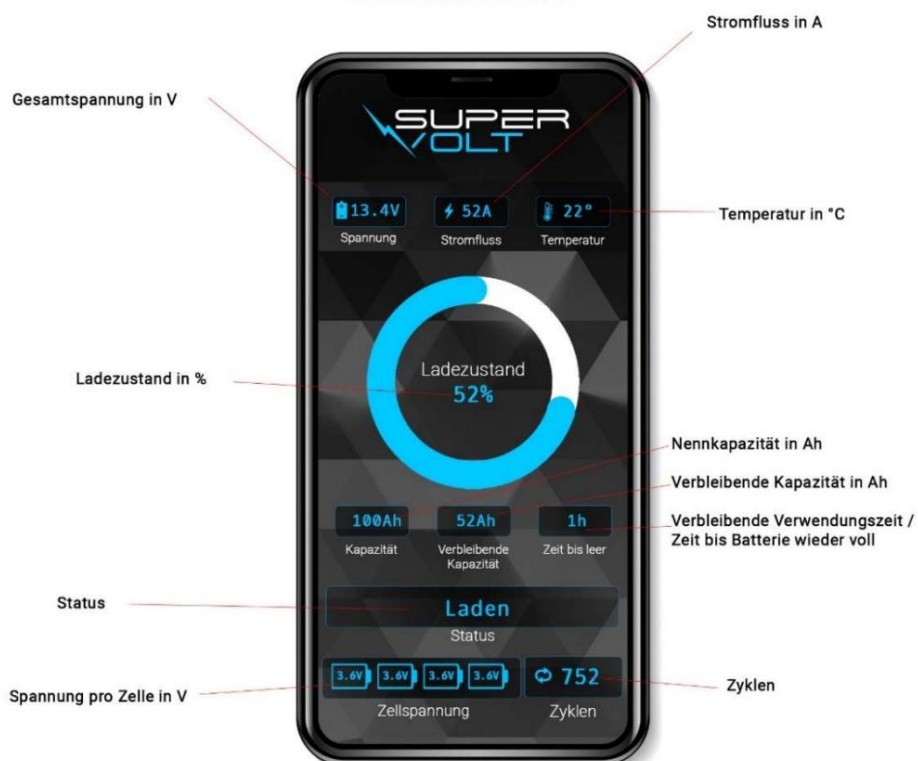 Stromfluss in A
Gesamtspannung in V
SUPER
VOLT
13.4V
52A
22°
Spannung
Stromfluss
Temperatur
Temperatur in °C
Ladezustand
52%
Ladezustand in %
Nennkapazität in Ah
Verbleibende Kapazität in Ah
Verbleibende Verwendungszeit /
Zeit bis Batterie wieder voll
100Ah
52Ah
1h
Kapazität
Verbleibende
Kapazität
Zeit bis leer
Status
Laden
Status
Spannung pro Zelle in V
3.6V 3.6V 3.6V 3.6V
752
Zellspannung
Zyklen
Zyklen